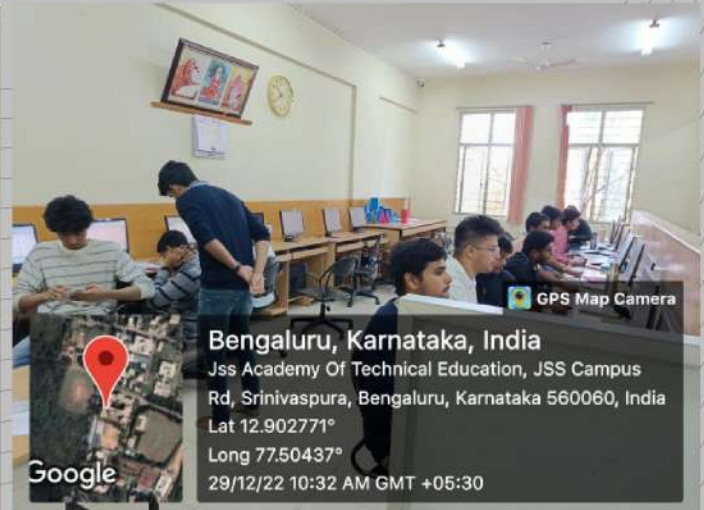 GPS Map Camera
Bengaluru, Karnataka, India
Jss Academy Of Technical Education, JSS Campus
Rd, Srinivaspura, Bengaluru, Karnataka 560060, India
Lat 12.902771°
Long 77.50437°
29/12/22 10:32 AM GMT +05:30
Google